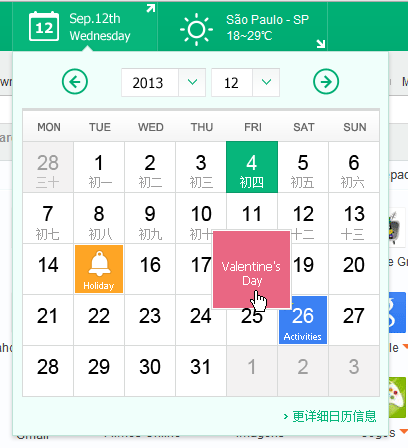 12 Sep.12th Wednesday
São Paulo - SP
18~29℃
2013 12
MON TUE WED THU FRI SAT SUN
28 1 2 3 4 5 6
三十 初一 初二 初三 初四 初五 初六
7 8 9 10 11 12 13
初七 初八 初九 初十 十二 十三
14 16 17 19 20
Holiday
Valentine's
Day
21 22 23 24 25 26 27
Activities
28 29 30 31 1 2 3
更详细日历信息